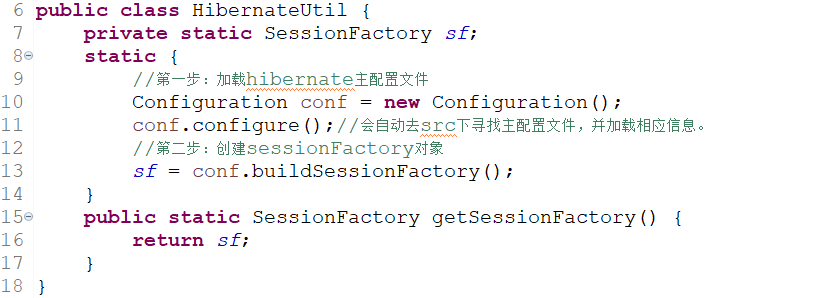 6 public class HibernateUtil {
7     private static SessionFactory sf;
8     static {
9         //第一步：加载hibernate主配置文件
10         Configuration conf = new Configuration();
11         conf.configure();//会自动去src下寻找主配置文件，并加载相应信息。
12         //第二步：创建sessionFactory对象
13         sf = conf.buildSessionFactory();
14     }
15     public static SessionFactory getSessionFactory() {
16         return sf;
17     }
18 }